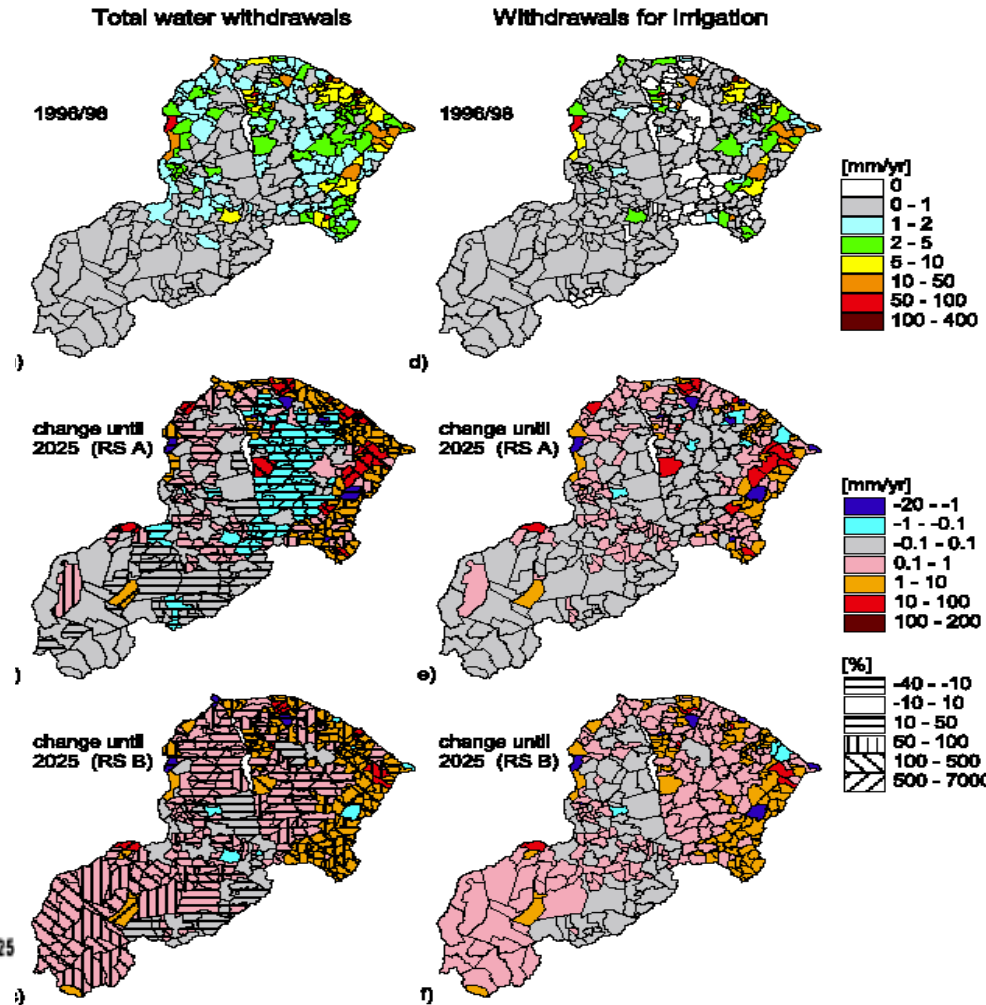 Total water withdrawals
Withdrawals for irrigation
1996/98
1996/98
[mm/yr]
0
0 - 1
1 - 2
2 - 5
5 - 10
10 - 50
50 - 100
100 - 400
)
d)
change until
2025 (RS A)
change until
2025 (RS A)
[mm/yr]
-20 - -1
-1 - -0.1
-0.1 - 0.1
0.1 - 1
1 - 10
10 - 100
100 - 200
)
e)
[%]
-40 - -10
-10 - 10
10 - 50
50 - 100
100 - 500
500 - 7000
change until
2025 (RS B)
change until
2025 (RS B)
25
)
f)